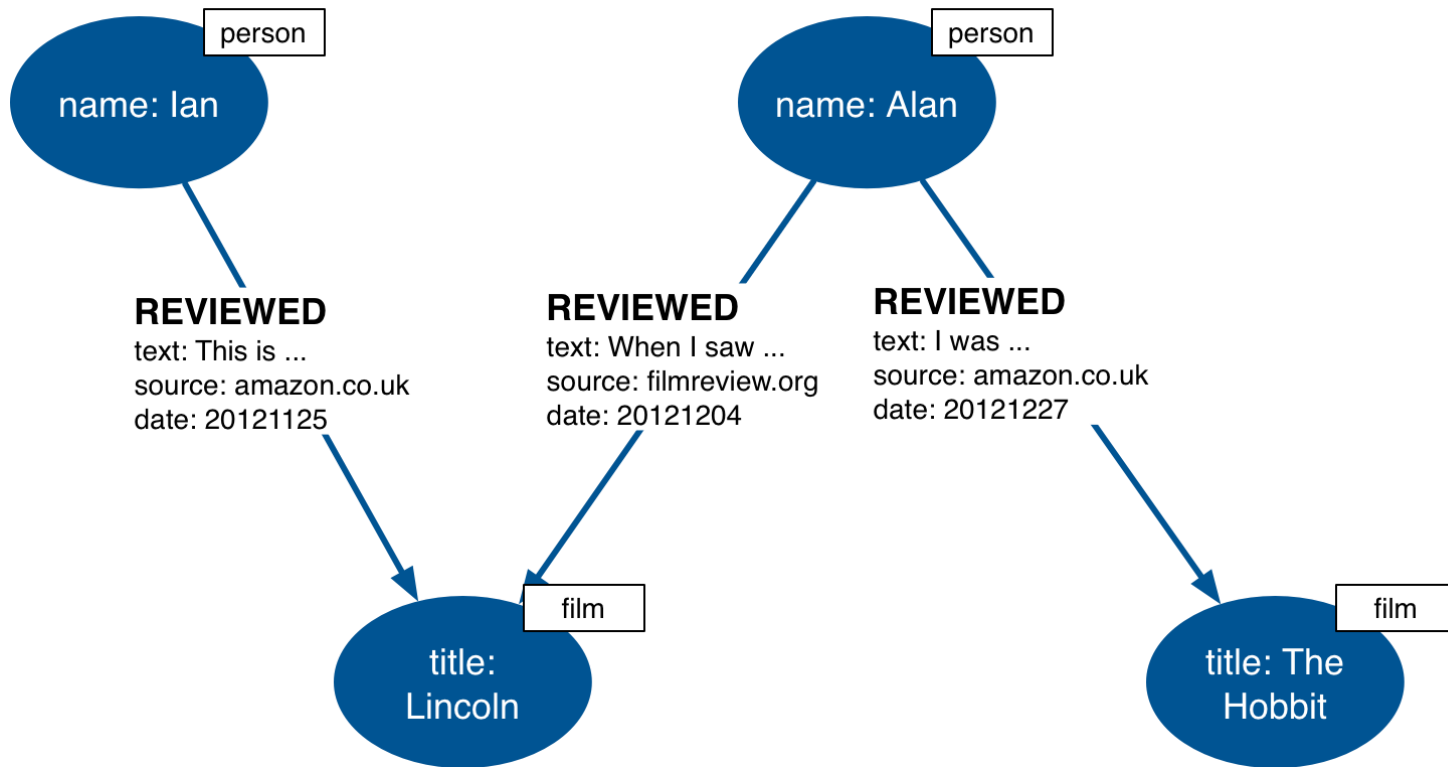 person
name: Ian
person
name: Alan
REVIEWED
text: This is ...
source: amazon.co.uk
date: 20121125
REVIEWED
text: When I saw ...
source: filmreview.org
date: 20121204
REVIEWED
text: I was ...
source: amazon.co.uk
date: 20121227
film
title:
Lincoln
film
title: The
Hobbit